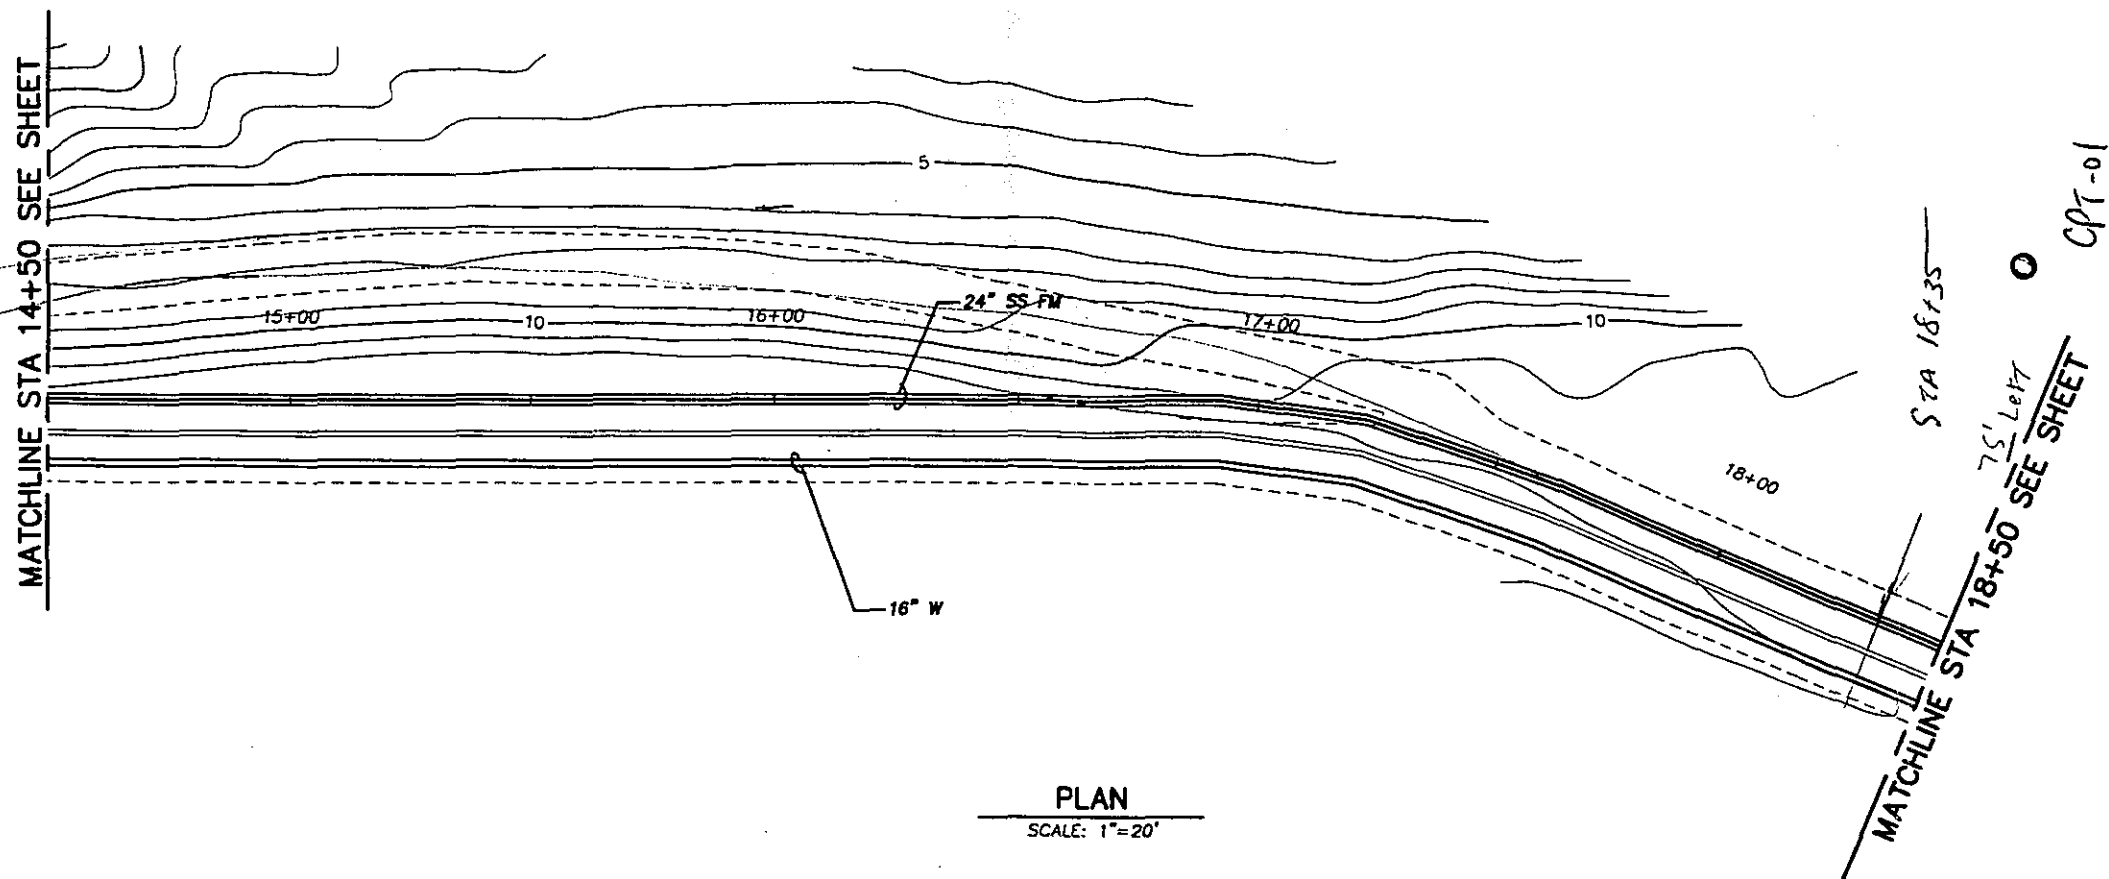 MATCHLINE STA 14+50 SEE SHEET
5
15+00
10
16+00
24" SS FM
17+00
10
18+00
16" W
STA 18+35
75' Left
CPT-01
MATCHLINE STA 18+50 SEE SHEET
PLAN
SCALE: 1"=20'